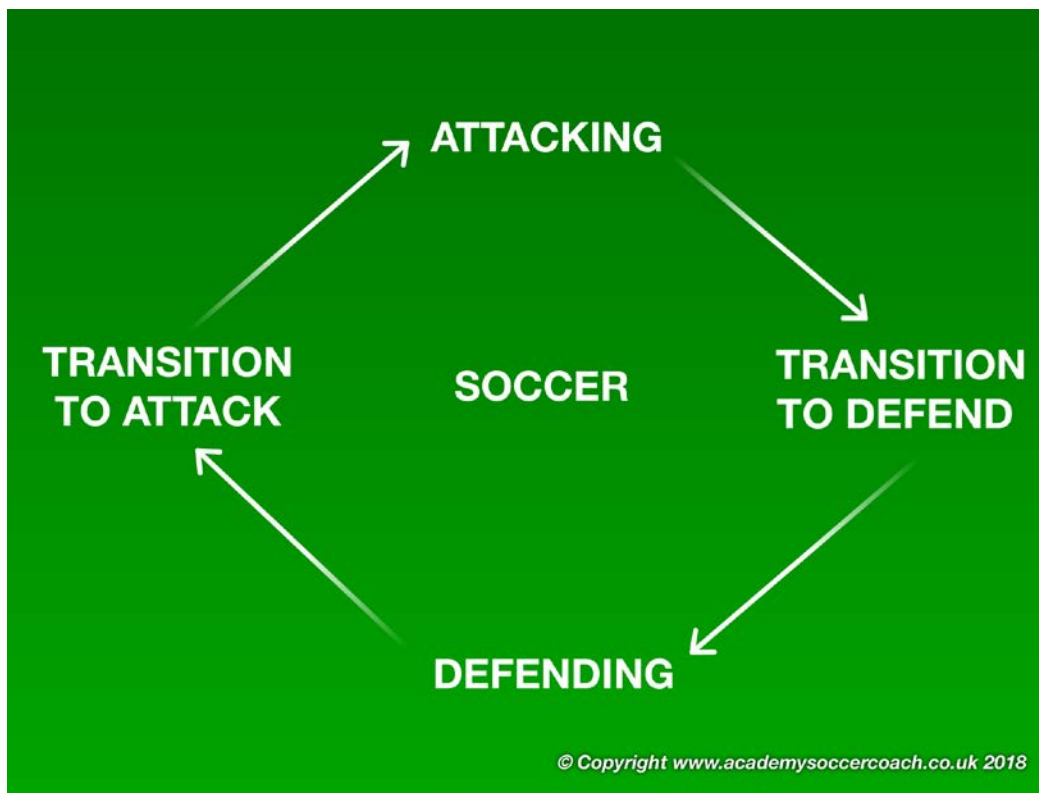 ATTACKING
TRANSITION
TO ATTACK
SOCCER
TRANSITION
TO DEFEND
DEFENDING
© Copyright www.academysoccercoach.co.uk 2018